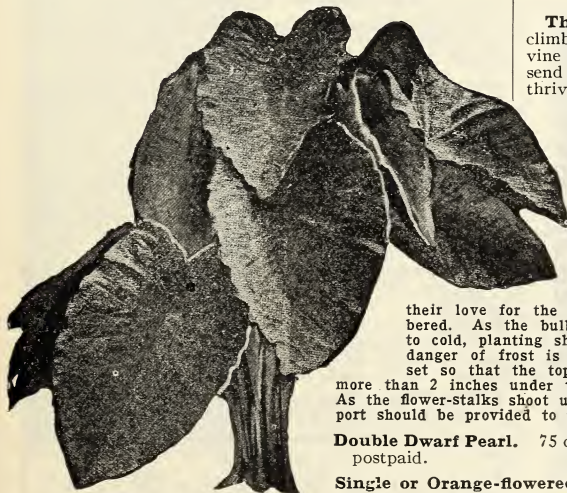 Th
climb
vine
send
thriv
their love for the
bered. As the bul
to cold, planting sh
danger of frost is
set so that the top
more than 2 inches under
As the flower-stalks shoot u
port should be provided to
Double Dwarf Pearl. 75
postpaid.
Single or Orange-flowered